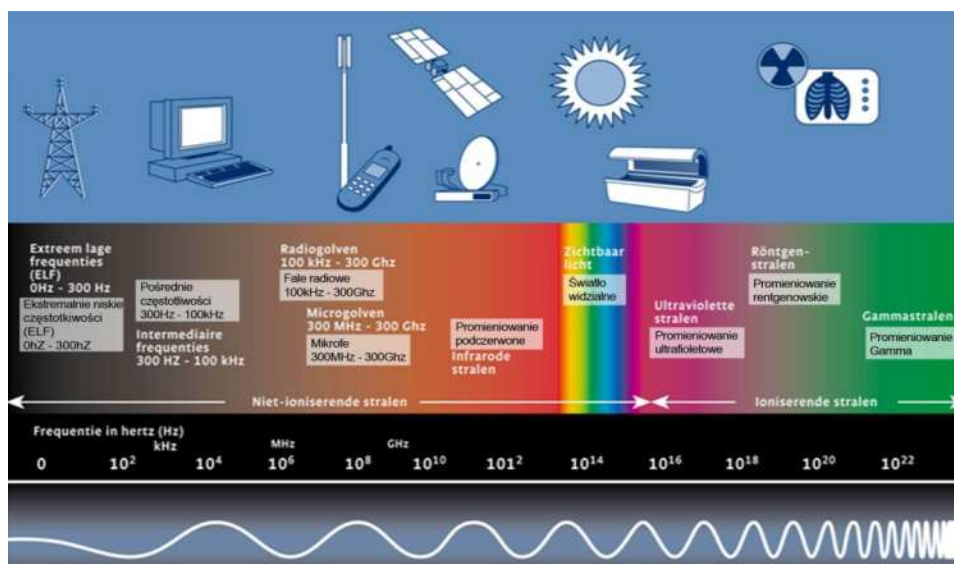 Extreem lage
frequenties
(ELF)
0Hz - 300 Hz
Ekstremalnie niskie
częstotkiwości
(ELF)
0hZ - 300hZ
Pośrednie
częstotliwości
300Hz - 100kHz
Intermediaire
frequenties
300 HZ - 100 kHz
Radiogolven
100 kHz - 300 Ghz
Fale radiowe
100kHz - 300Ghz
Microgolven
300 MHz - 300 Ghz
Mikrofe
300MHz - 300Ghz
Promieniowanie
podczerwone
Infrarode
stralen
Zichtbaar
licht
Światło
widzialne
Ultraviolette
stralen
Promieniowanie
ultrafioletowe
Röntgen-
stralen
Promieniowanie
rentgenowskie
Gammastralen
Promieniowanie
Gamma
Niet-ioniserende stralen
Ioniserende stralen
Frequentie in hertz (Hz)
kHz MHz GHz
0 10² 10⁴ 10⁶ 10⁸ 10¹⁰ 101² 10¹⁴ 10¹⁶ 10¹⁸ 10²⁰ 10²²